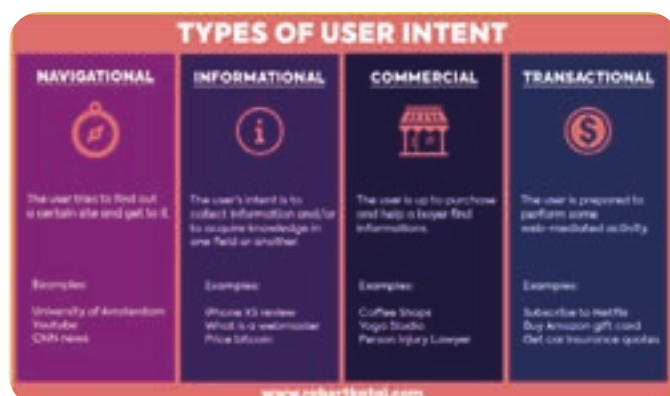 TYPES OF USER INTENT
NAVIGATIONAL
The user tries to find out
a certain site and get to it.
Examples:
University of Amsterdam
Youtube
CNN news
INFORMATIONAL
i
The user's intent is to
collect information and/or
to acquire knowledge in
one field or another.
Examples:
iPhone XS review
What is a webmaster
Price bitcoin
COMMERCIAL
The user is up to purchase
and help a buyer find
informations.
Examples:
Coffee Shops
Yoga Studio
Person Injury Lawyer
TRANSACTIONAL
$
The user is prepared to
perform some
web-mediated activity.
Examples:
Subscribe to Netflix
Buy Amazon gift card
Get car insurance quotes